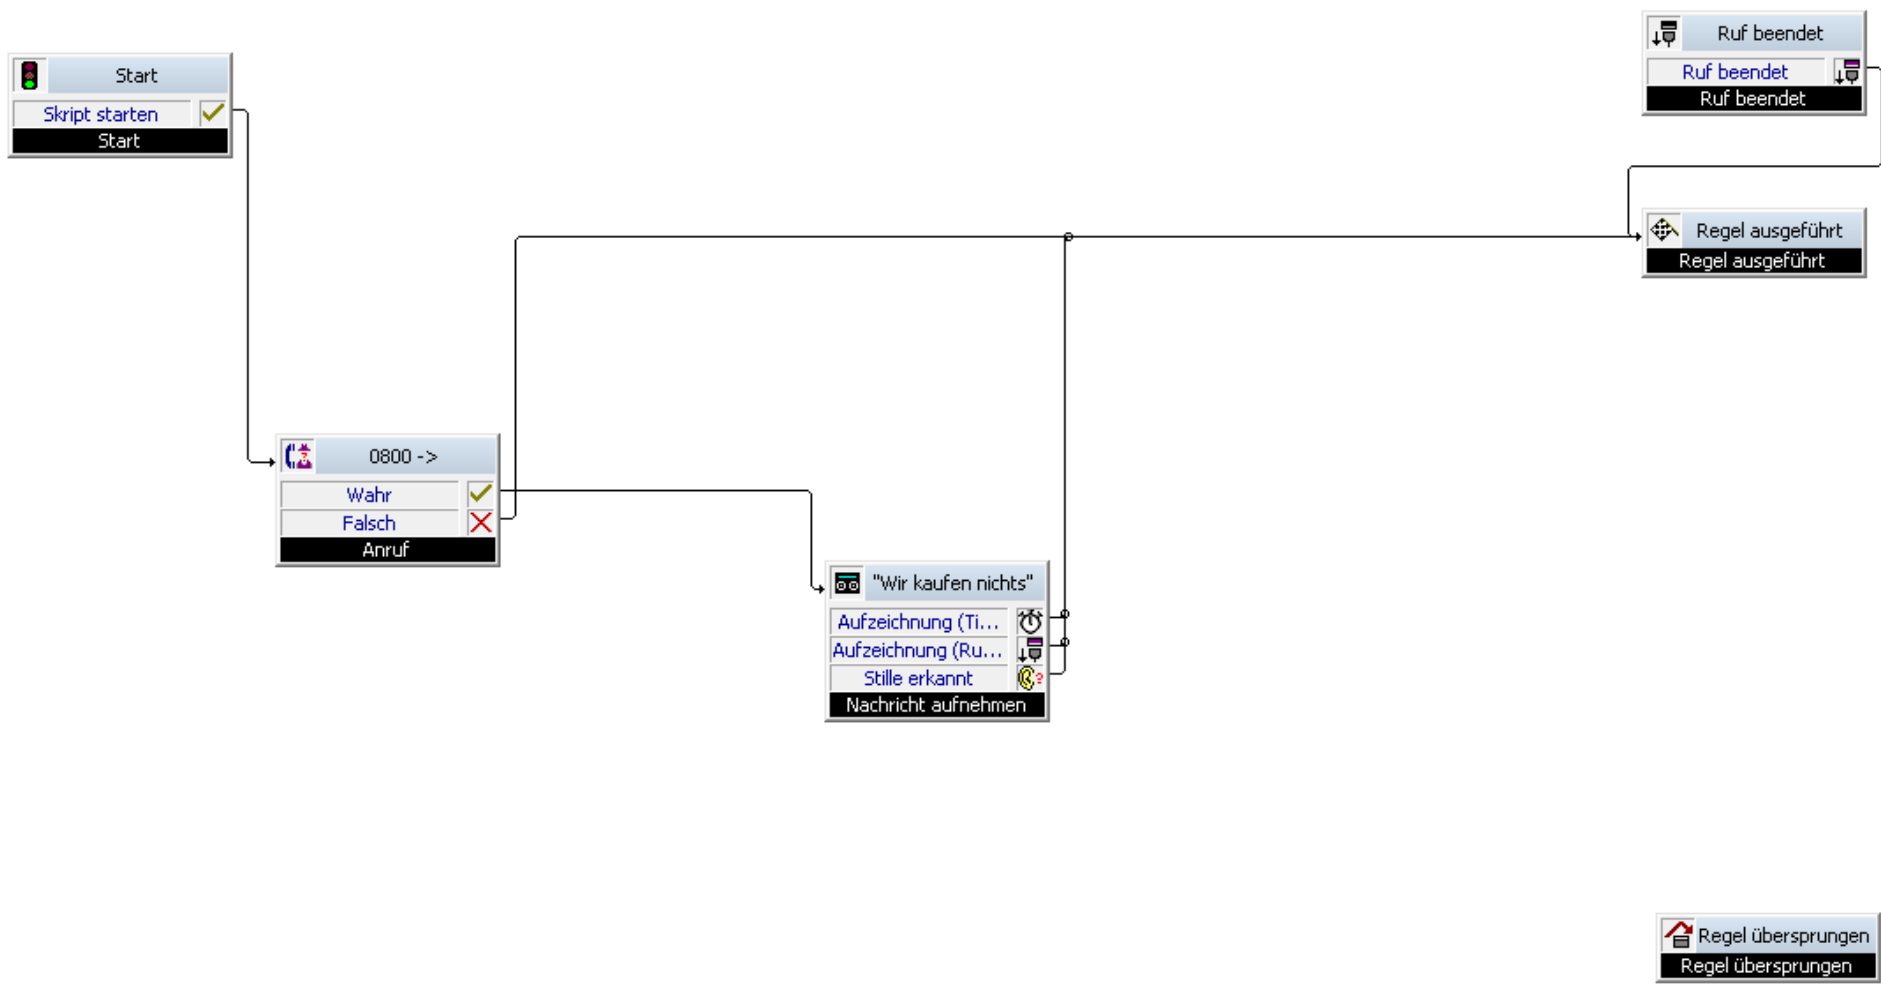 Start
Skript starten
Start
Ruf beendet
Ruf beendet
Ruf beendet
Regel ausgeführt
Regel ausgeführt
0800 ->
Wahr
Falsch
Anruf
"Wir kaufen nichts"
Aufzeichnung (Ti...
Aufzeichnung (Ru...
Stille erkannt
Nachricht aufnehmen
Regel übersprungen
Regel übersprungen